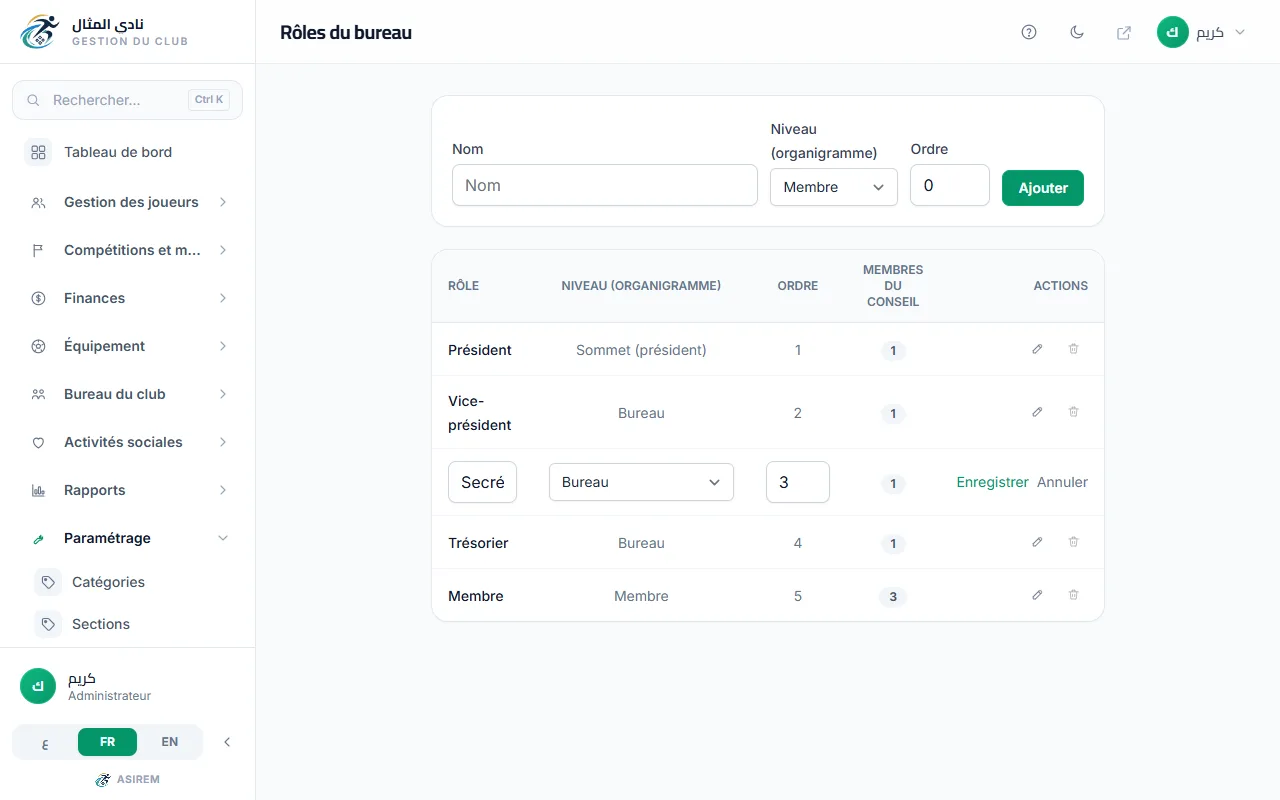 نادي المثال
GESTION DU CLUB
Rechercher...
Ctrl K
Tableau de bord
Gestion des joueurs
Compétitions et m...
Finances
Équipement
Bureau du club
Activités sociales
Rapports
Paramétrage
Catégories
Sections
كريم
Administrateur
ع
FR
EN
ASIREM
Rôles du bureau
ك
كريم
Nom
Niveau
(organigramme)
Ordre
Nom
Membre
0
Ajouter
RÔLE
NIVEAU (ORGANIGRAMME)
ORDRE
MEMBRES
DU
CONSEIL
ACTIONS
Président
Sommet (président)
1
1
Vice-
président
Bureau
2
1
Secré
Bureau
3
1
Enregistrer
Annuler
Trésorier
Bureau
4
1
Membre
Membre
5
3
ك